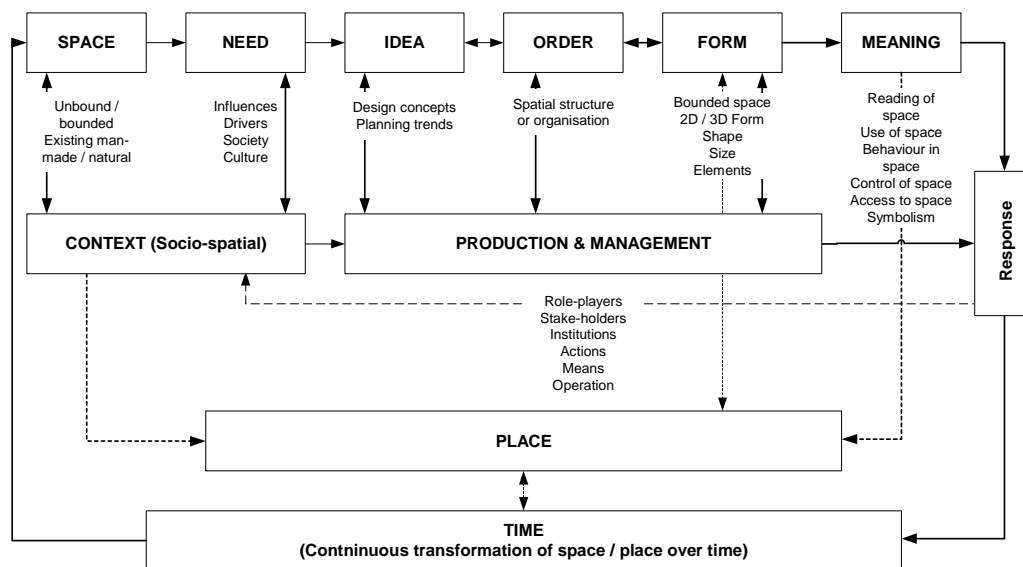 SPACE
NEED
IDEA
ORDER
FORM
MEANING
Unbound /
bounded
Existing man-
made / natural
Influences
Drivers
Society
Culture
Design concepts
Planning trends
Spatial structure
or organisation
Bounded space
2D / 3D Form
Shape
Size
Elements
Reading of
space
Use of space
Behaviour in
space
Control of space
Access to space
Symbolism
CONTEXT (Socio-spatial)
PRODUCTION & MANAGEMENT
Response
Role-players
Stake-holders
Institutions
Actions
Means
Operation
PLACE
TIME
(Contninuous transformation of space / place over time)